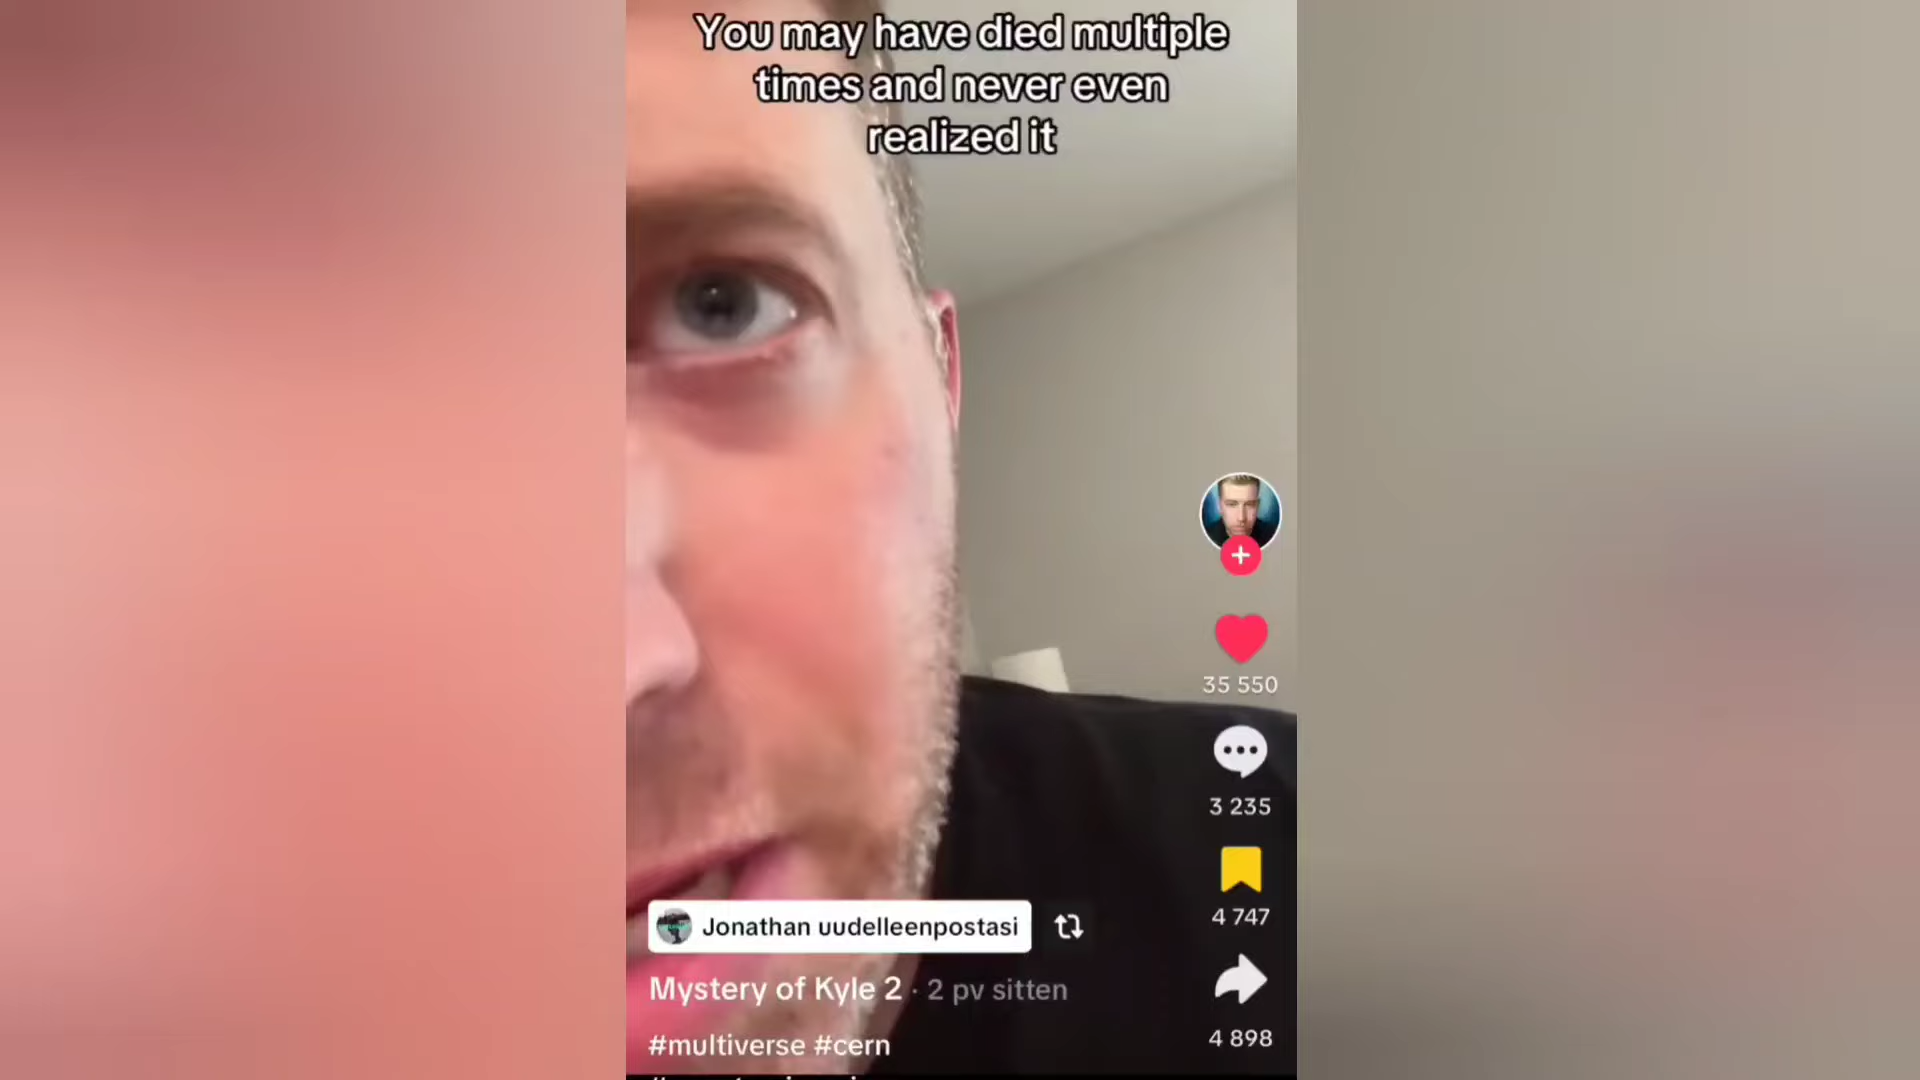 You may have died multiple
times and never even
realized it
35 550
3 235
4 747
Jonathan uudelleenpostasi
Mystery of Kyle 2 · 2 pv sitten
4 898
#multiverse #cern